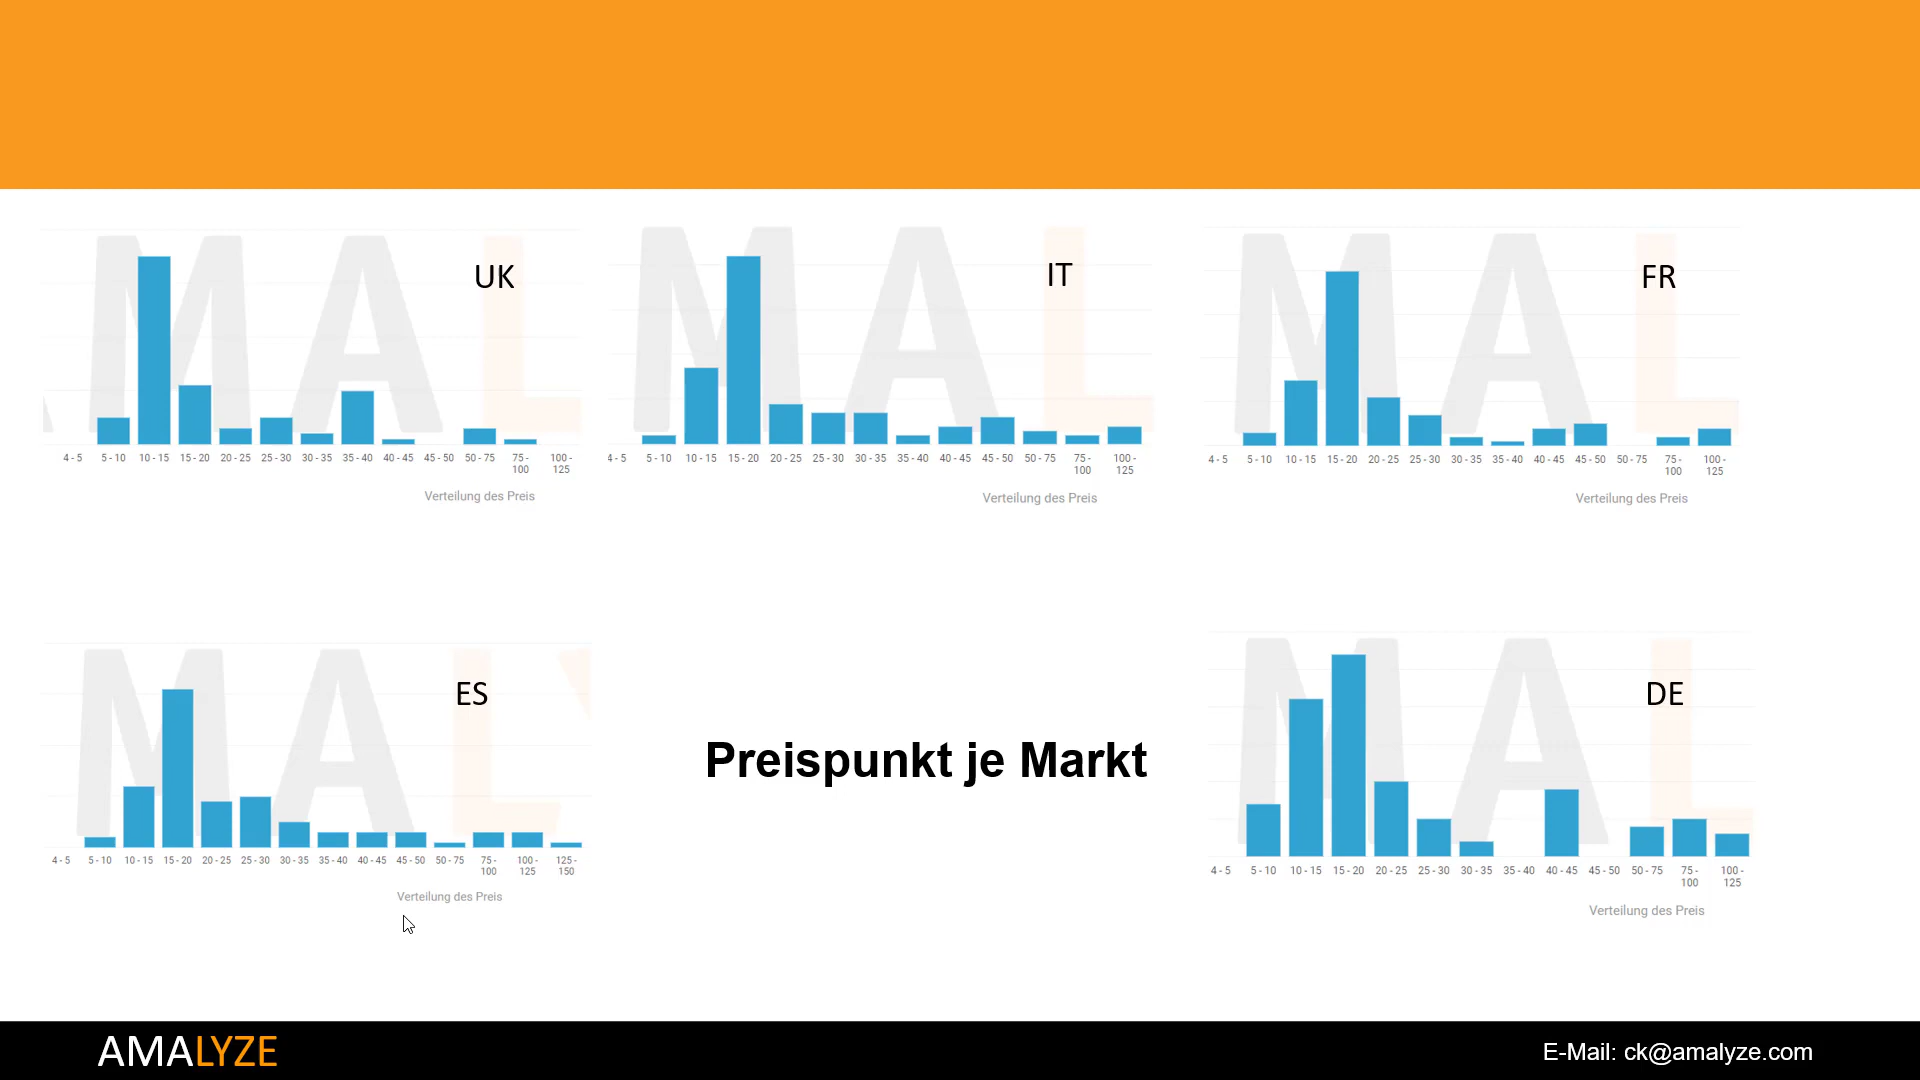 UK
4 - 5 5 - 10 10 - 15 15 - 20 20 - 25 25 - 30 30 - 35 35 - 40 40 - 45 45 - 50 50 - 75 75 - 100 100 - 125
Verteilung des Preis
IT
4 - 5 5 - 10 10 - 15 15 - 20 20 - 25 25 - 30 30 - 35 35 - 40 40 - 45 45 - 50 50 - 75 75 - 100 100 - 125
Verteilung des Preis
FR
4 - 5 5 - 10 10 - 15 15 - 20 20 - 25 25 - 30 30 - 35 35 - 40 40 - 45 45 - 50 50 - 75 75 - 100 100 - 125
Verteilung des Preis
ES
4 - 5 5 - 10 10 - 15 15 - 20 20 - 25 25 - 30 30 - 35 35 - 40 40 - 45 45 - 50 50 - 75 75 - 100 100 - 125 125 - 150
Verteilung des Preis
Preispunkt je Markt
DE
4 - 5 5 - 10 10 - 15 15 - 20 20 - 25 25 - 30 30 - 35 35 - 40 40 - 45 45 - 50 50 - 75 75 - 100 100 - 125
Verteilung des Preis
AMALYZE
E-Mail: ck@amalyze.com